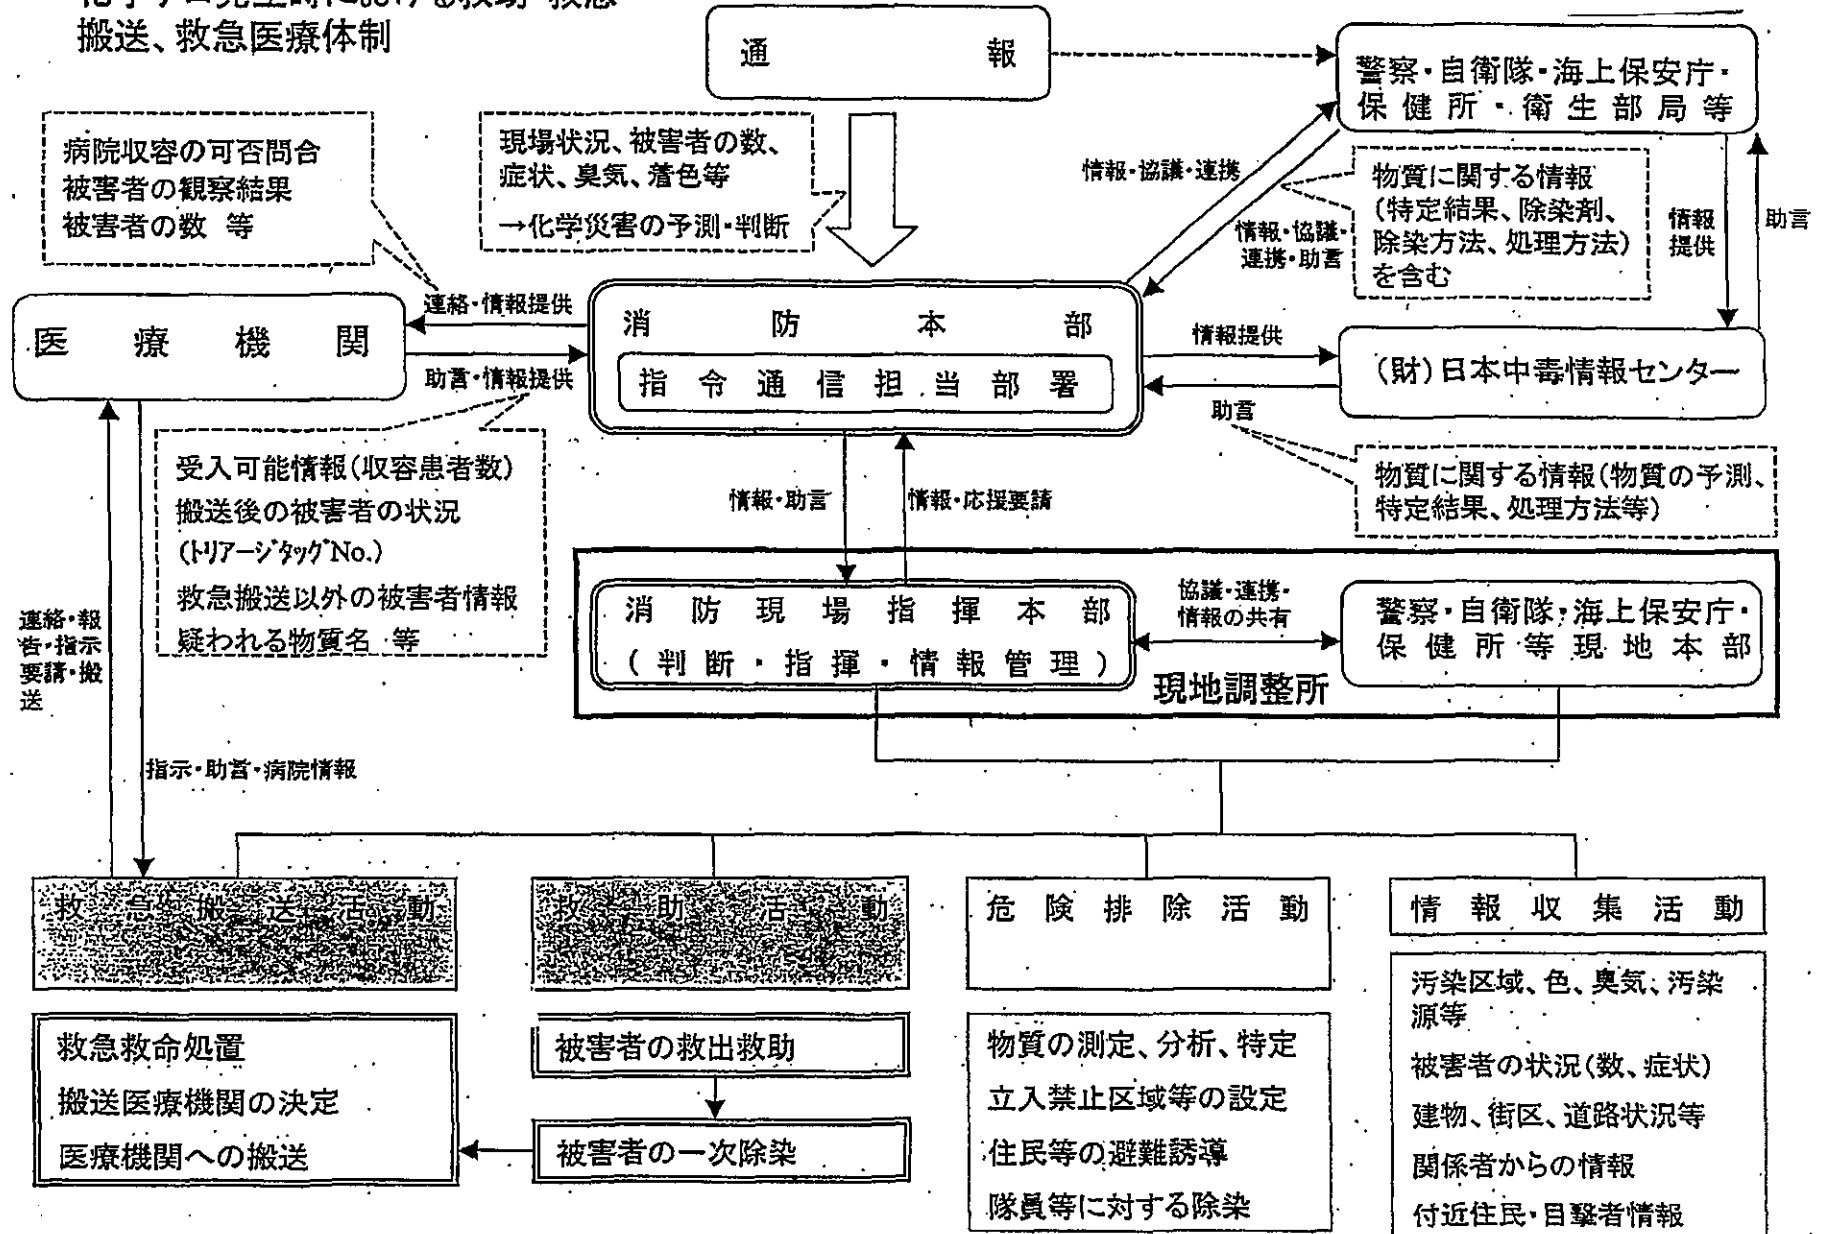 搬送、救急医療体制
通報
警察・自衛隊・海上保安庁・
保健所・衛生部局等
病院収容の可否問合
被害者の観察結果
被害者の数 等
現場状況、被害者の数、
症状、臭気、着色等
→化学災害の予測・判断
情報・協議・連携
情報・協議・
連携・助言
物質に関する情報
(特定結果、除染剤、
除染方法、処理方法)
を含む
情報
提供
助言
医療機関
連絡・情報提供
助言・情報提供
消防本部
指令通信担当部署
情報提供
助言
(財)日本中毒情報センター
物質に関する情報(物質の予測、
特定結果、処理方法等)
受入可能情報(収容患者数)
搬送後の被害者の状況
(トリアージタッグNo.)
救急搬送以外の被害者情報
疑われる物質名 等
情報・助言
情報・応援要請
消防現場指揮本部
(判断・指揮・情報管理)
協議・連携・
情報の共有
警察・自衛隊・海上保安庁・
保健所等現地本部
現地調整所
連絡・報
告・指示
要請・搬
送
指示・助言・病院情報
救急搬送活動
救助活動
危険排除活動
情報収集活動
救急救命処置
搬送医療機関の決定
医療機関への搬送
被害者の救出救助
被害者の一次除染
物質の測定、分析、特定
立入禁止区域等の設定
住民等の避難誘導
隊員等に対する除染
汚染区域、色、臭気、汚染
源等
被害者の状況(数、症状)
建物、街区、道路状況等
関係者からの情報
付近住民・目撃者情報